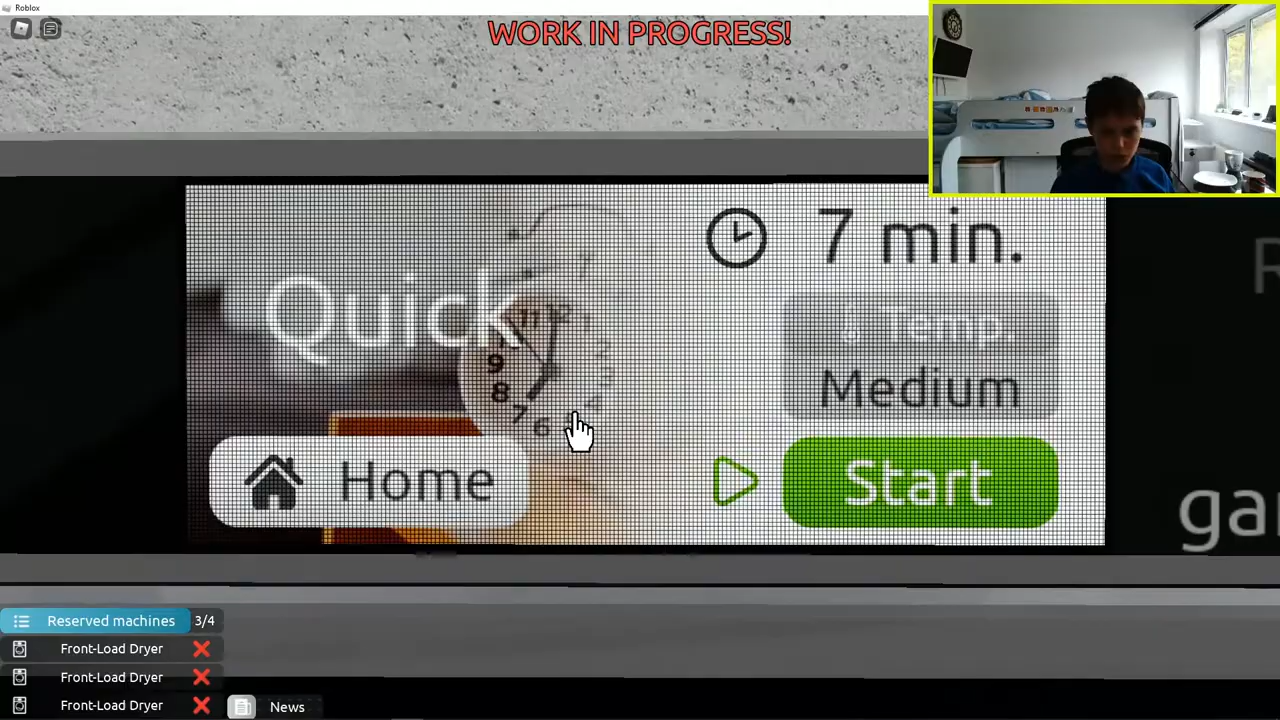 Roblox
WORK IN PROGRESS!
7 min.
Quick
Temp.
Medium
Home
Start
Reserved machines 3/4
Front-Load Dryer
Front-Load Dryer
Front-Load Dryer
News